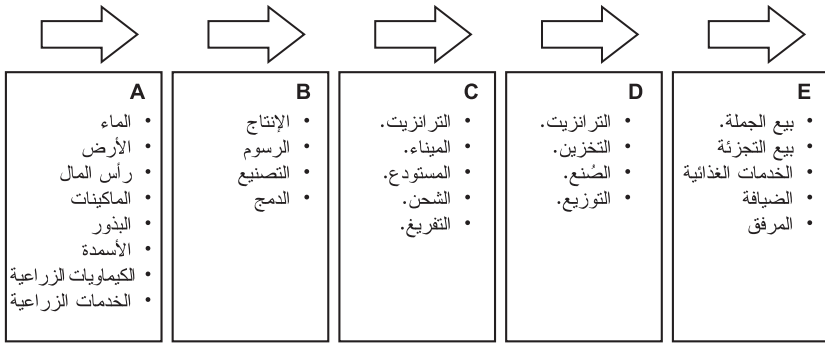 A
• الماء
• الأرض
• رأس المال
• الماكينات
• البذور
• الأسمدة
• الكيماويات الزراعية
• الخدمات الزراعية
B
• الإنتاج
• الرسوم
• التصنيع
• الدمج
C
• الترانزيت.
• الميناء.
• المستودع.
• الشحن.
• التفريغ.
D
• الترانزيت.
• التخزين.
• الصُنع.
• التوزيع.
E
• بيع الجملة.
• بيع التجزئة
• الخدمات الغذائية
• الضيافة
• المرفق